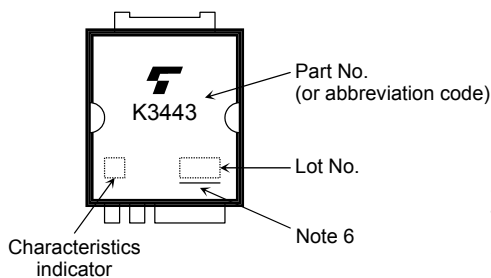 Part No.
(or abbreviation code)
K3443
Lot No.
Note 6
Characteristics
indicator